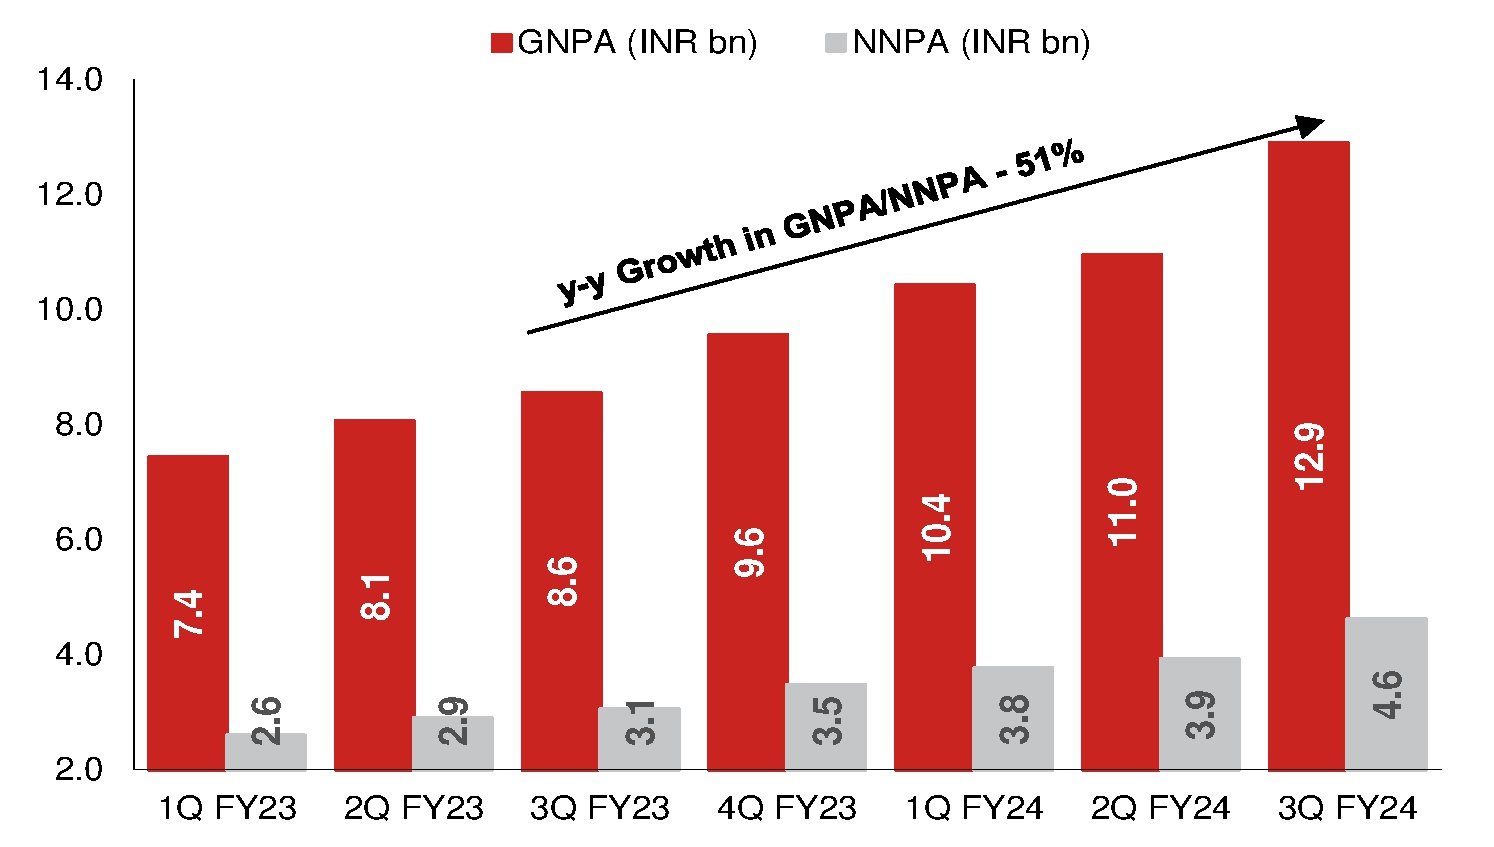 GNPA (INR bn) NNPA (INR bn)
14.0
12.0
10.0
8.0
6.0
4.0
2.0
y-y Growth in GNPA/NNPA - 51%
7.4 2.6 8.1 2.9 8.6 3.1 9.6 3.5 10.4 3.8 11.0 3.9 12.9 4.6
1Q FY23 2Q FY23 3Q FY23 4Q FY23 1Q FY24 2Q FY24 3Q FY24